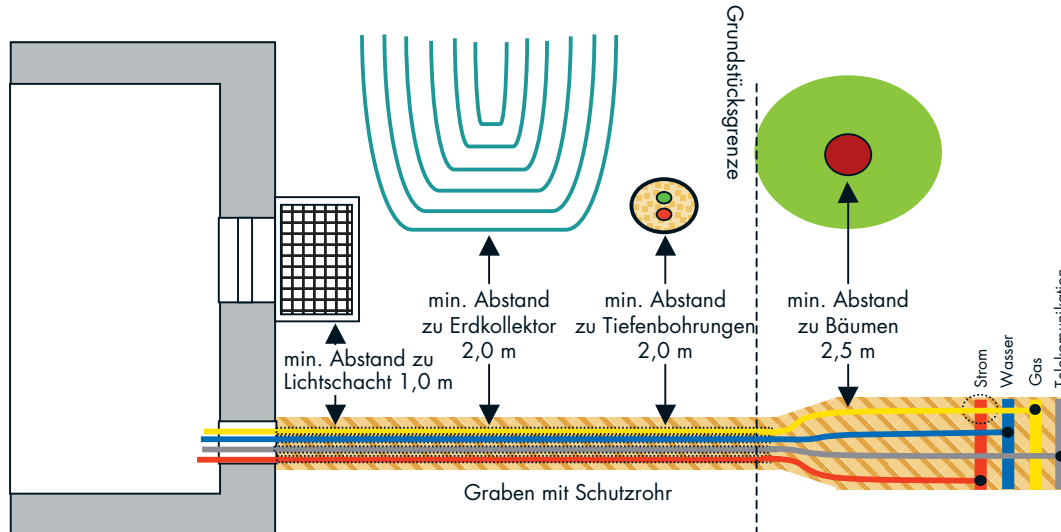 Grundstücksgrenze
min. Abstand
zu Erdkollektor
2,0 m
min. Abstand
zu Tiefenbohrungen
2,0 m
min. Abstand
zu Bäumen
2,5 m
min. Abstand zu
Lichtschacht 1,0 m
Strom
Wasser
Gas
Telekomunikation
Graben mit Schutzrohr